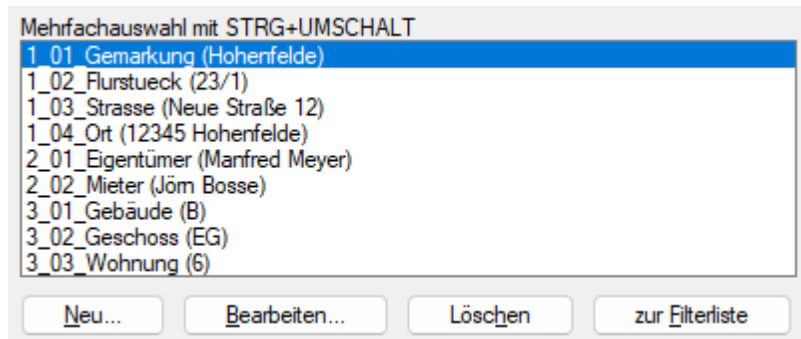 Mehrfachauswahl mit STRG+UMSCHALT
1_01_Gemarkung (Hohenfelde)
1_02_Flurstueck (23/1)
1_03_Strasse (Neue Straße 12)
1_04_Ort (12345 Hohenfelde)
2_01_Eigentümer (Manfred Meyer)
2_02_Mieter (Jörn Bosse)
3_01_Gebäude (B)
3_02_Geschoss (EG)
3_03_Wohnung (6)
Neu... Bearbeiten... Löschen zur Filterliste